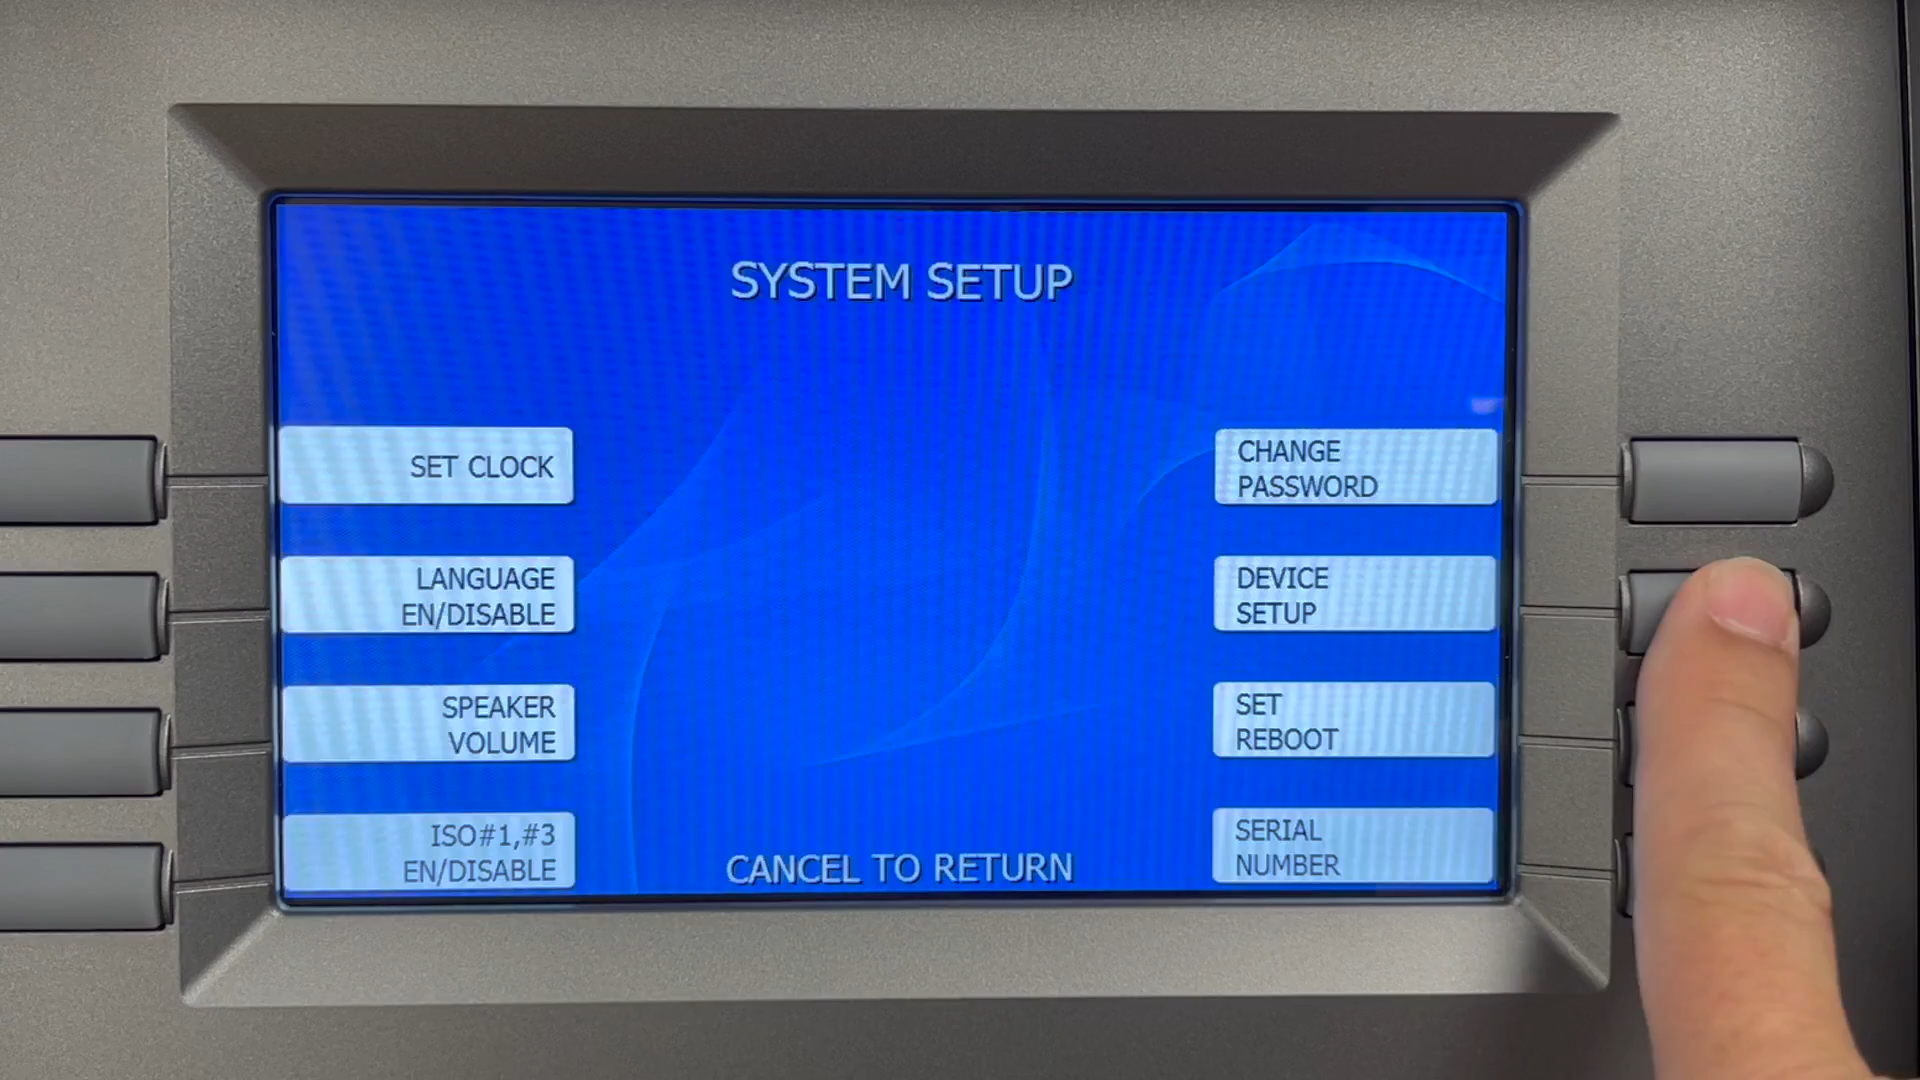 SYSTEM SETUP
SET CLOCK
LANGUAGE
EN/DISABLE
SPEAKER
VOLUME
ISO#1,#3
EN/DISABLE
CHANGE
PASSWORD
DEVICE
SETUP
SET
REBOOT
SERIAL
NUMBER
CANCEL TO RETURN